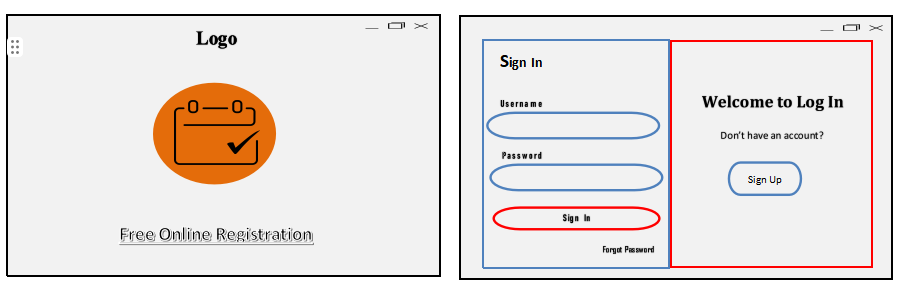 Logo
Free Online Registration
Sign In
Username
Password
Sign In
Forgot Password
Welcome to Log In
Don't have an account?
Sign Up